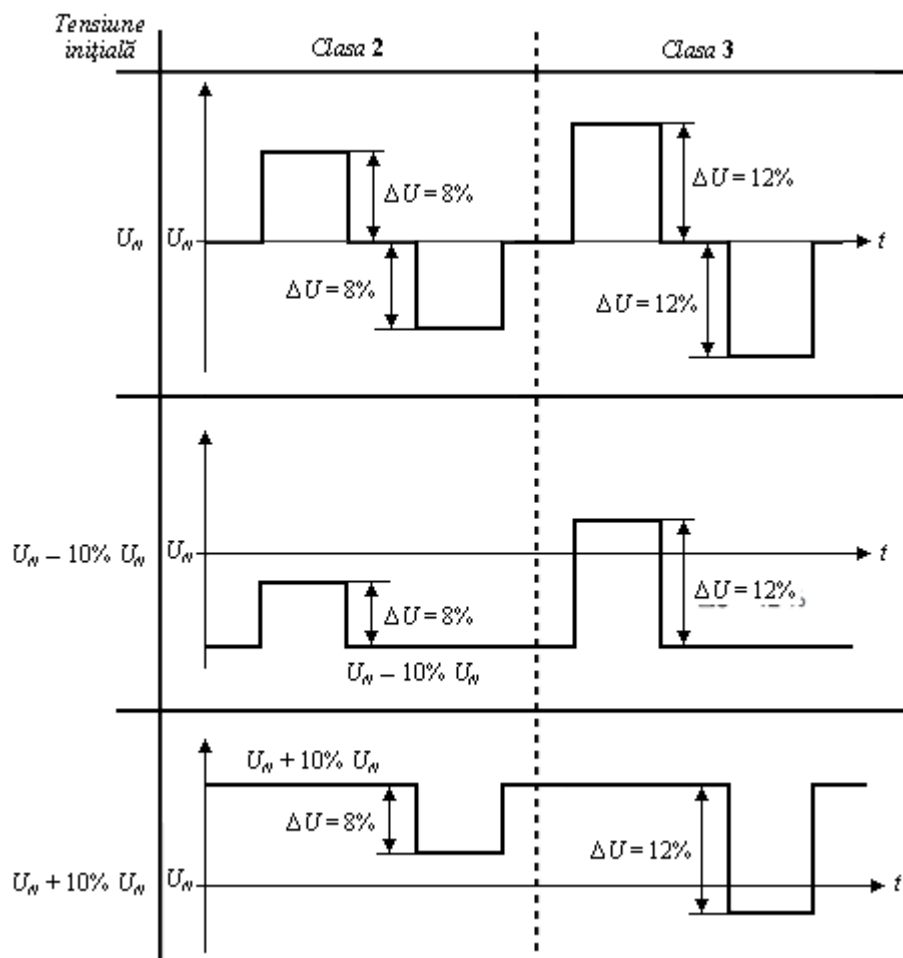 Tensiune
iniţială
Clasa 2
Clasa 3
ΔU = 8%
ΔU = 12%
U_N
U_N
t
ΔU = 8%
ΔU = 12%
U_N – 10% U_N
U_N
t
ΔU = 8%
ΔU = 12%
U_N – 10% U_N
U_N + 10% U_N
ΔU = 8%
ΔU = 12%
U_N + 10% U_N
U_N
t